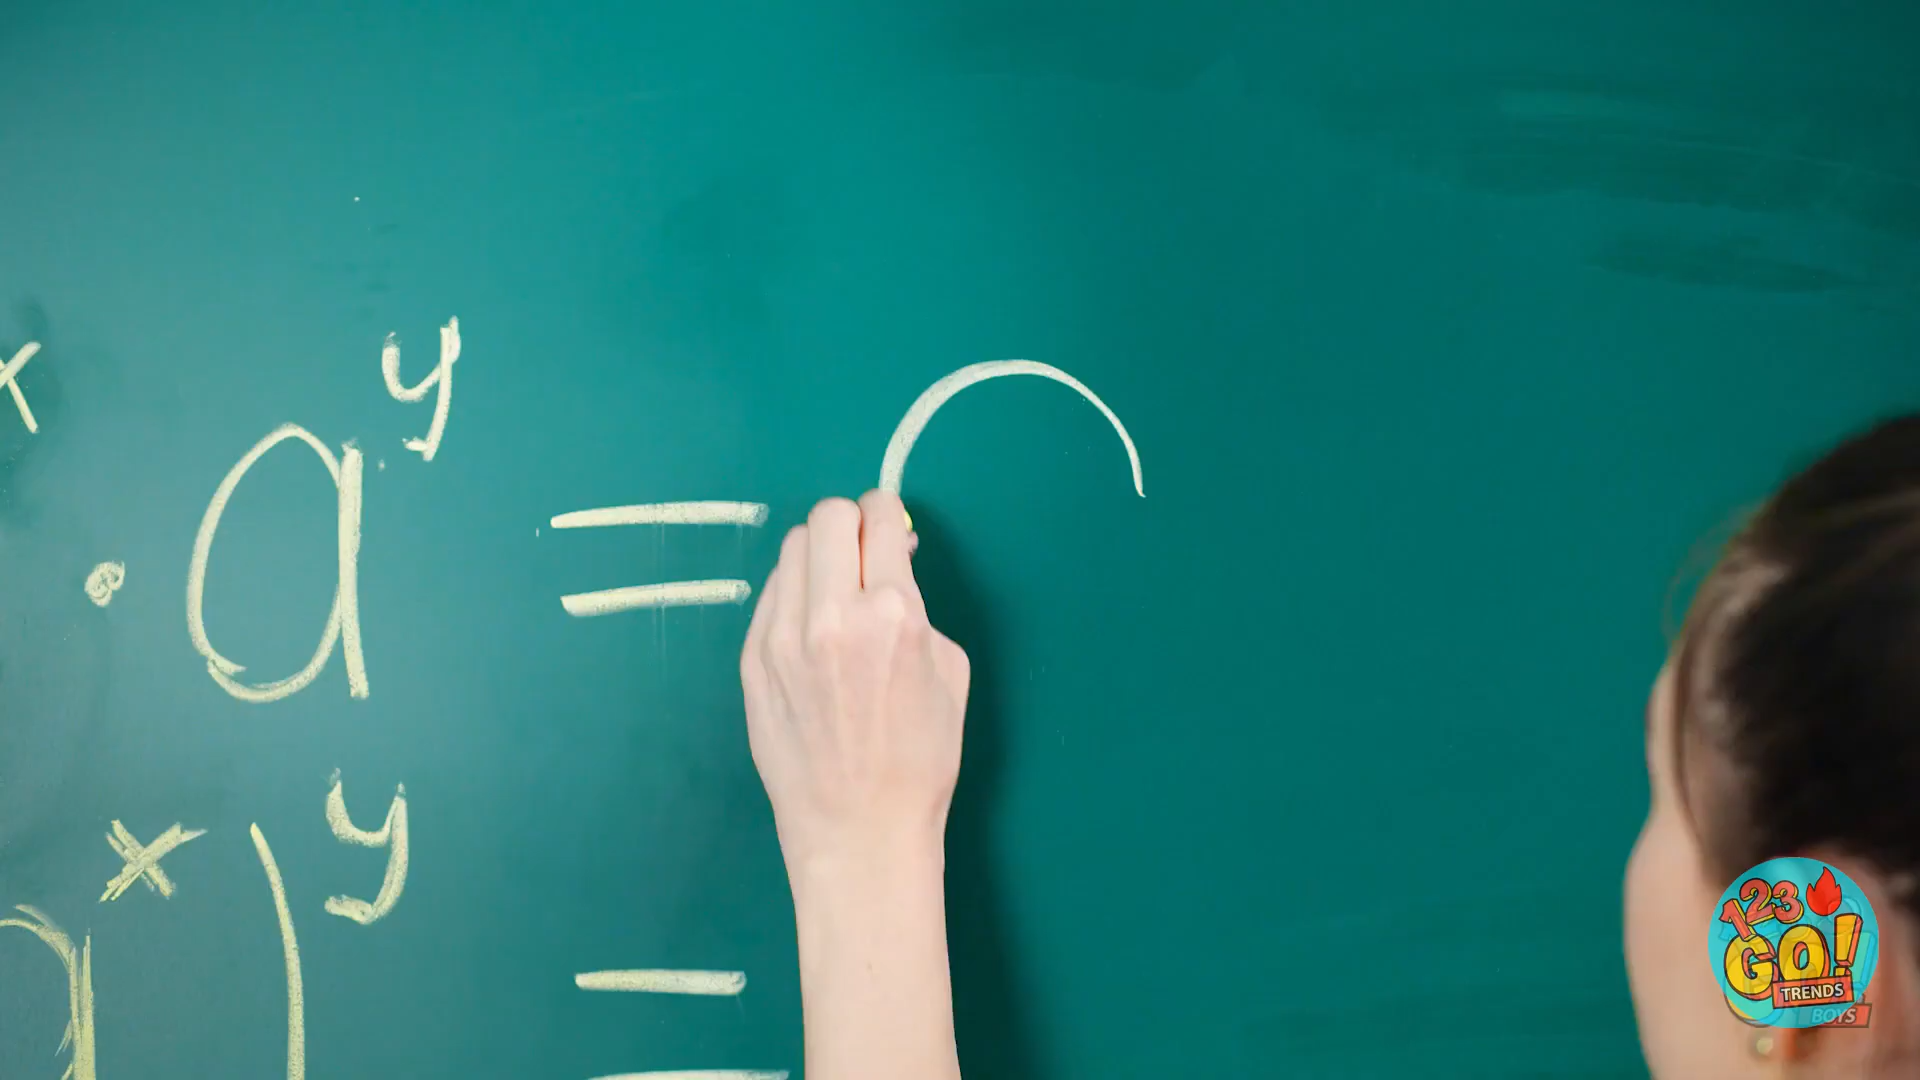 x · a^y =
a^x)^y =
123
GO!
TRENDS
BOYS